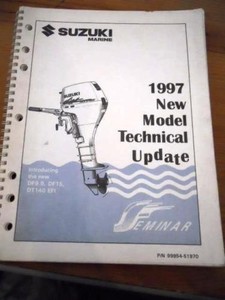 SUZUKI
MARINE
1997
New
Model
Technical
Update
Introducing
the new
DF9.9, DF15,
DT140 EFI
SEMINAR
P/N 99954-51970